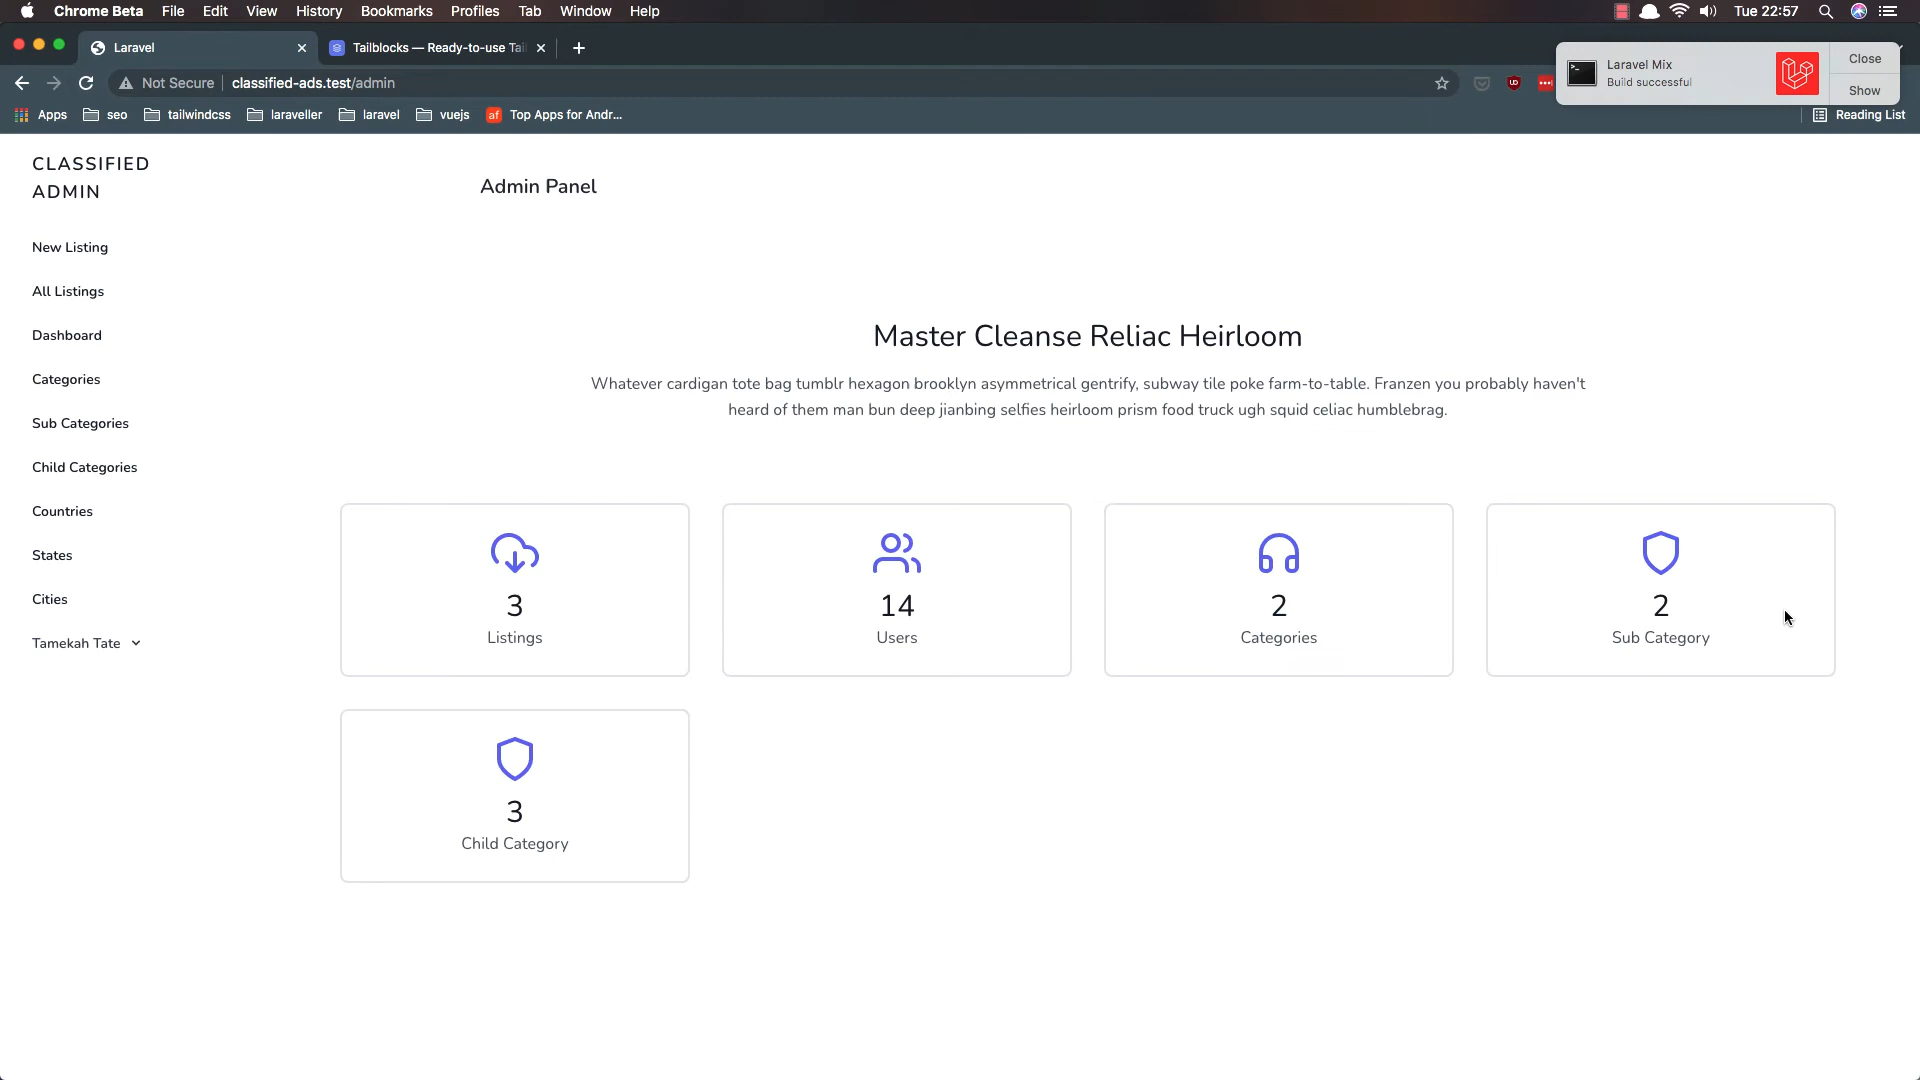 Chrome Beta File Edit View History Bookmarks Profiles Tab Window Help Tue 22:57
Laravel
Tailblocks — Ready-to-use Tai
Not Secure classified-ads.test/admin
Laravel Mix
Build successful
Close
Show
Apps seo tailwindcss laraveller laravel vuejs af Top Apps for Andr... Reading List
CLASSIFIED
ADMIN
Admin Panel
New Listing
All Listings
Dashboard
Categories
Sub Categories
Child Categories
Countries
States
Cities
Tamekah Tate
Master Cleanse Reliac Heirloom
Whatever cardigan tote bag tumblr hexagon brooklyn asymmetrical gentrify, subway tile poke farm-to-table. Franzen you probably haven't
heard of them man bun deep jianbing selfies heirloom prism food truck ugh squid celiac humblebrag.
3
Listings
14
Users
2
Categories
2
Sub Category
3
Child Category